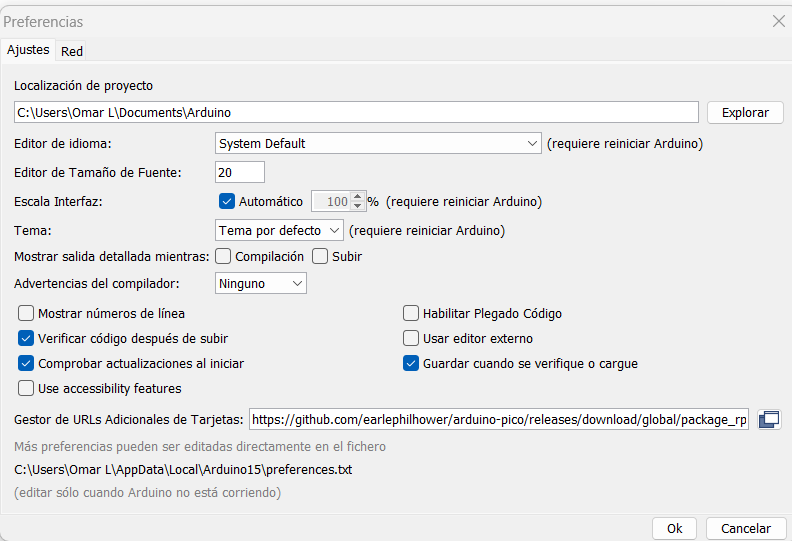 Preferencias
Ajustes Red
Localización de proyecto
C:\Users\Omar L\Documents\Arduino Explorar
Editor de idioma: System Default (requiere reiniciar Arduino)
Editor de Tamaño de Fuente: 20
Escala Interfaz: Automático 100 % (requiere reiniciar Arduino)
Tema: Tema por defecto (requiere reiniciar Arduino)
Mostrar salida detallada mientras: Compilación Subir
Advertencias del compilador: Ninguno
Mostrar números de línea Habilitar Plegado Código
Verificar código después de subir Usar editor externo
Comprobar actualizaciones al iniciar Guardar cuando se verifique o cargue
Use accessibility features
Gestor de URLs Adicionales de Tarjetas: https://github.com/earlephilhower/arduino-pico/releases/download/global/package_rp
Más preferencias pueden ser editadas directamente en el fichero
C:\Users\Omar L\AppData\Local\Arduino15\preferences.txt
(editar sólo cuando Arduino no está corriendo)
Ok Cancelar